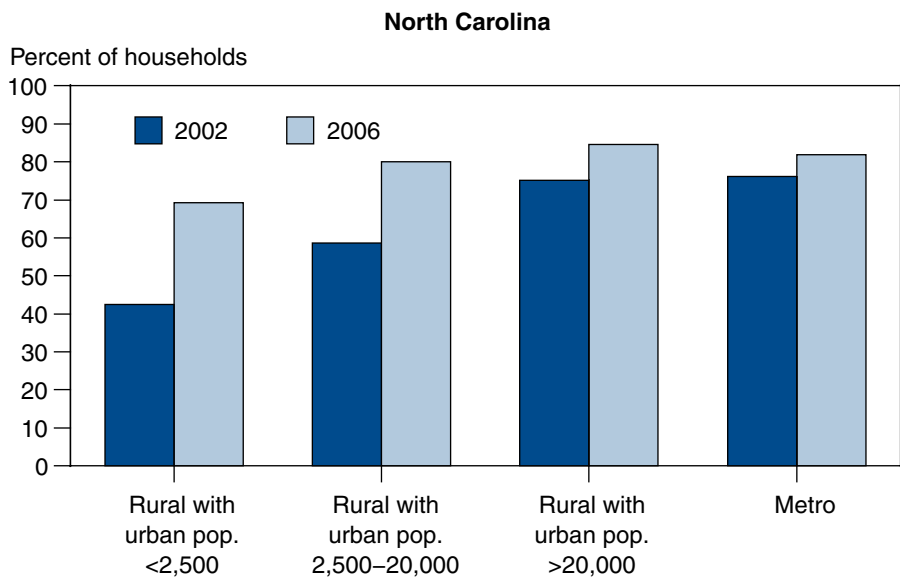 North Carolina
Percent of households
100
90
80
70
60
50
40
30
20
10
0
2002
2006
Rural with
urban pop.
<2,500
Rural with
urban pop.
2,500–20,000
Rural with
urban pop.
>20,000
Metro